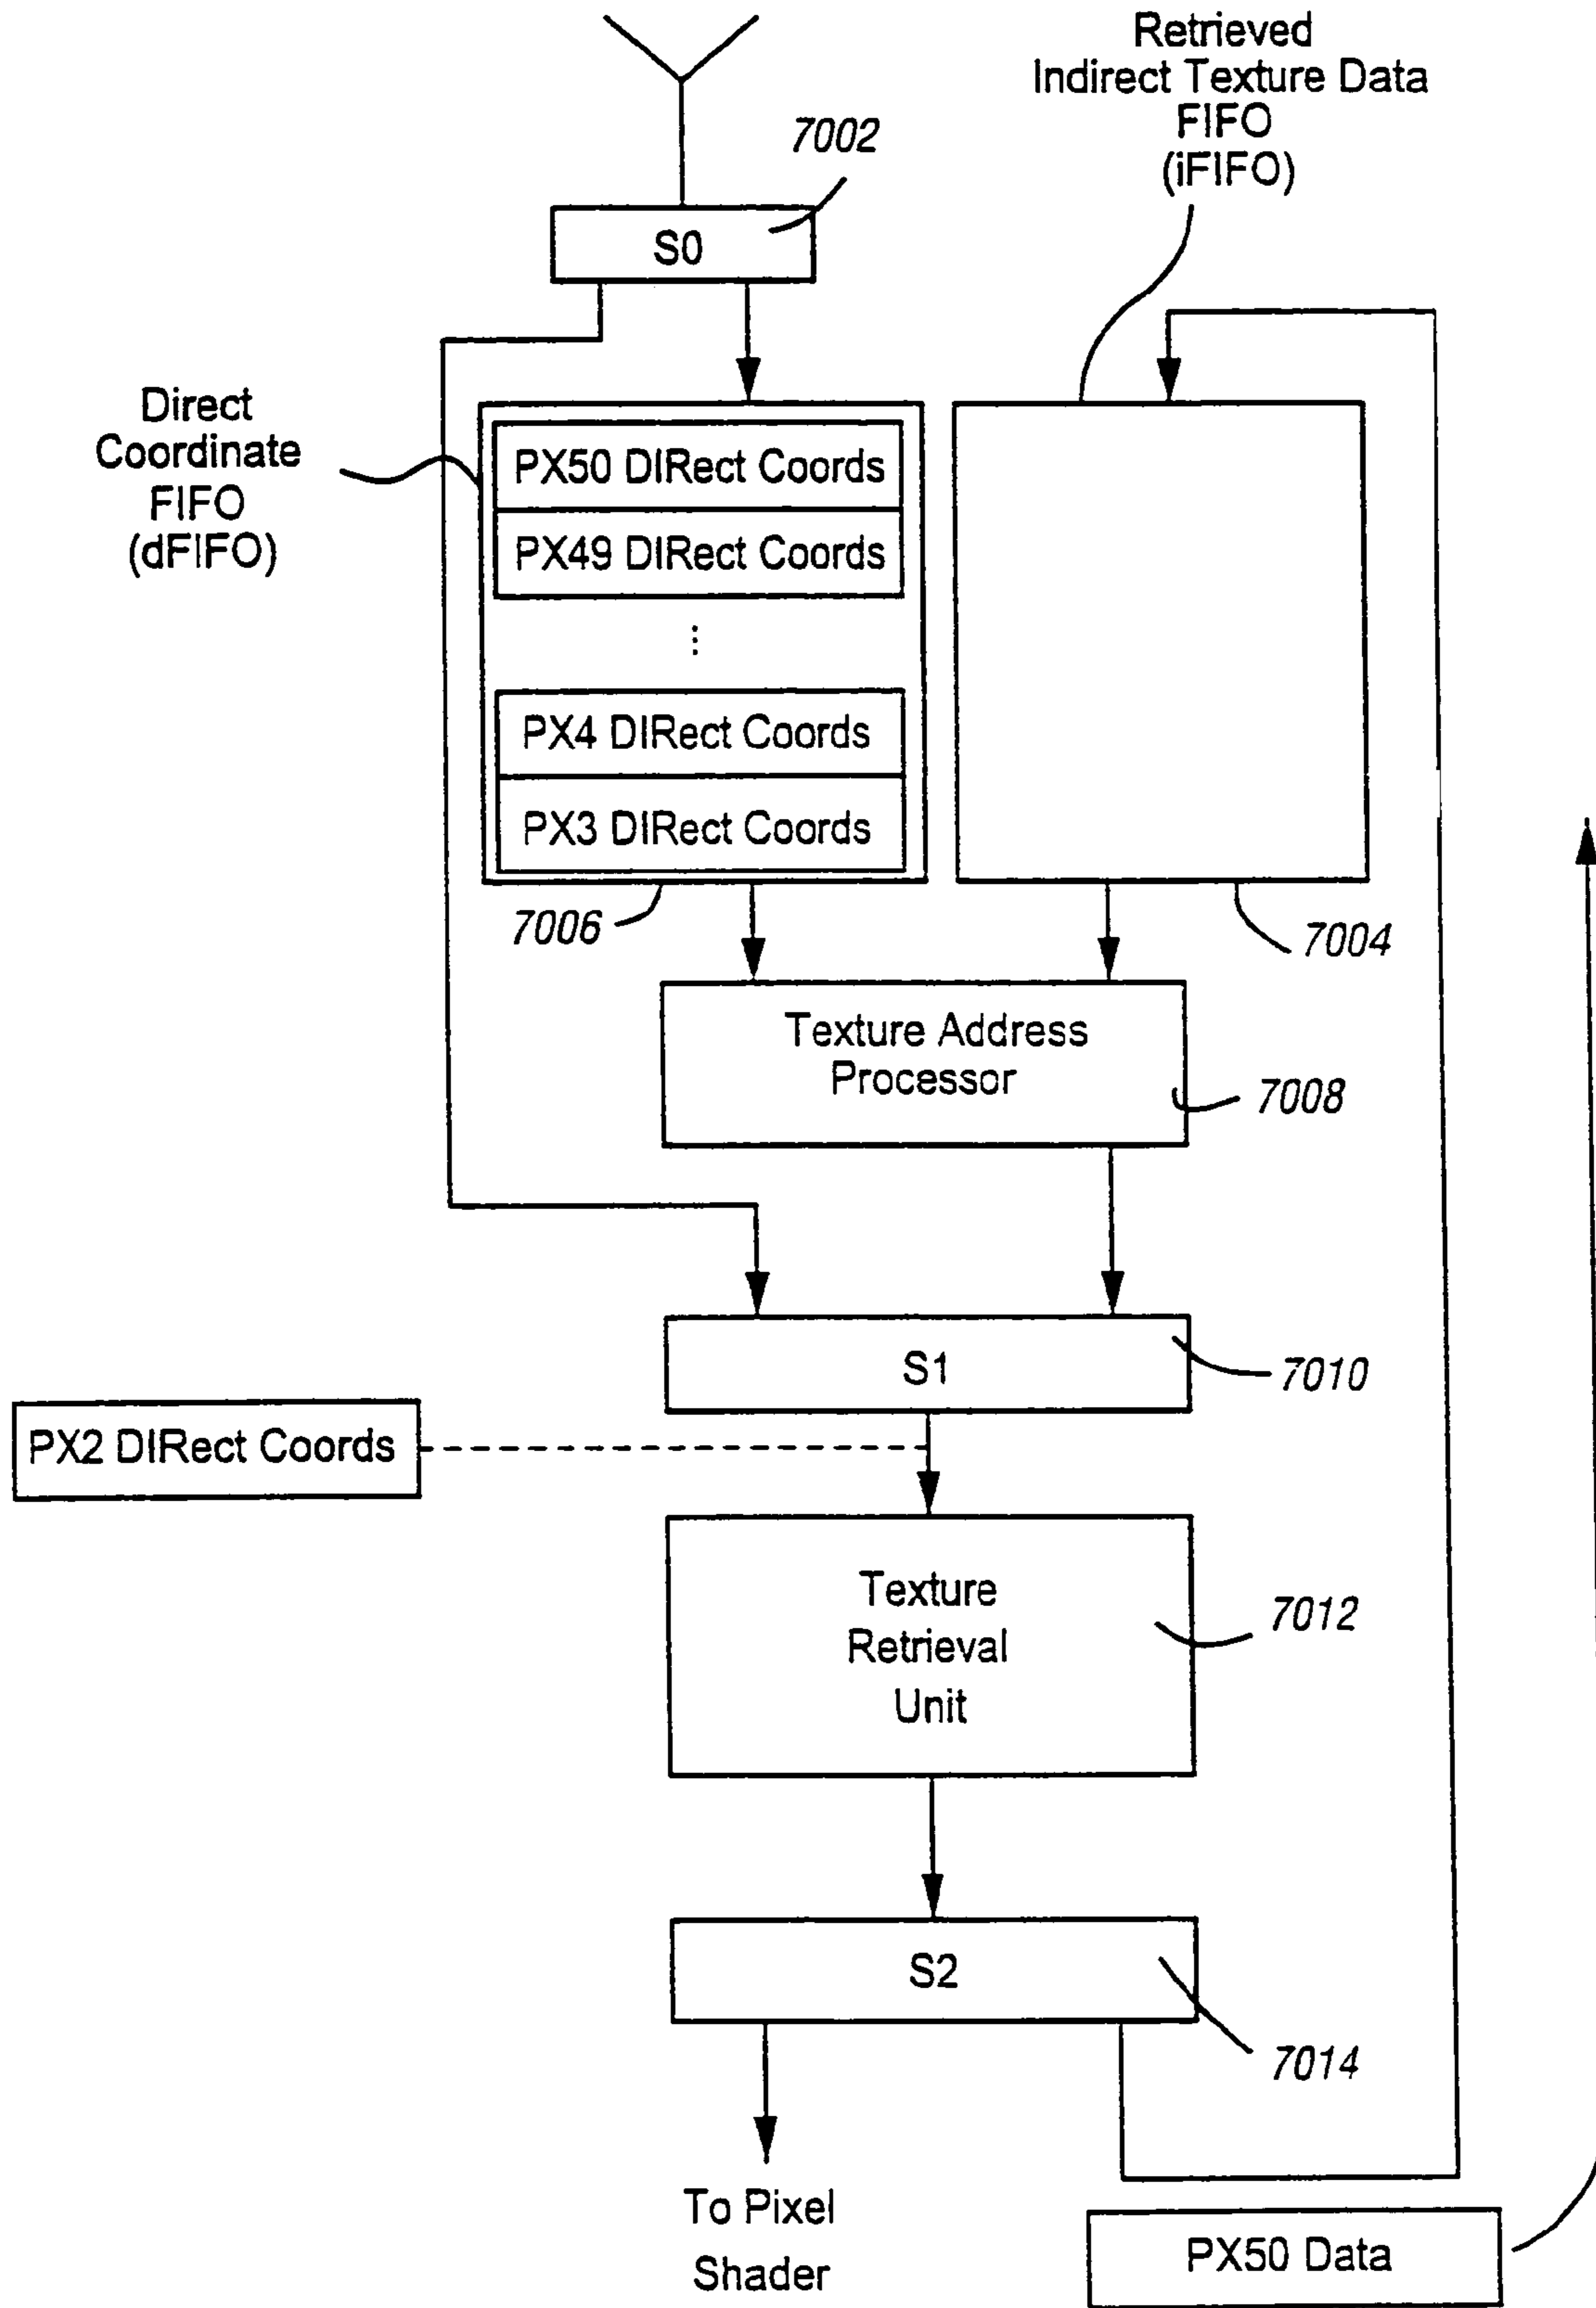 Retrieved
Indirect Texture Data
FIFO
(iFIFO)
7002
S0
Direct
Coordinate
FIFO
(dFIFO)
PX50 DIRect Coords
PX49 DIRect Coords
⋮
PX4 DIRect Coords
PX3 DIRect Coords
7006
7004
Texture Address
Processor
7008
S1
7010
PX2 DIRect Coords
Texture
Retrieval
Unit
7012
S2
7014
To Pixel
Shader
PX50 Data